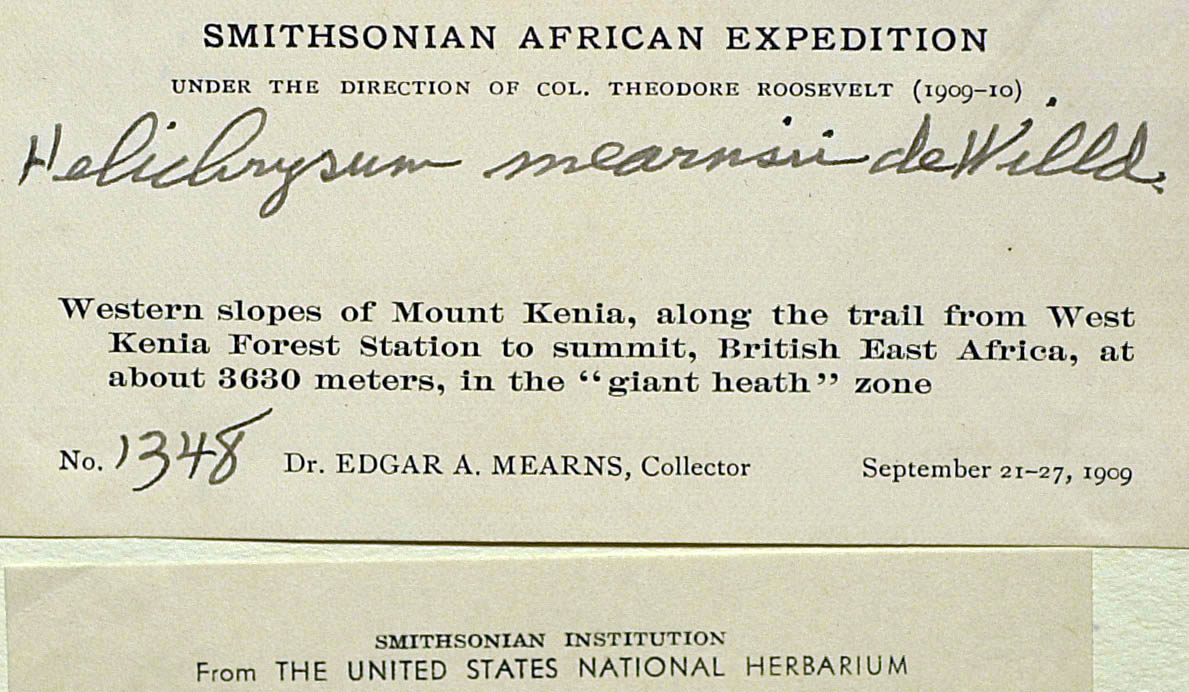 SMITHSONIAN AFRICAN EXPEDITION
UNDER THE DIRECTION OF COL. THEODORE ROOSEVELT (1909-10)
Helichrysum mearnsii deWilld.
Western slopes of Mount Kenia, along the trail from West
Kenia Forest Station to summit, British East Africa, at
about 3630 meters, in the “giant heath” zone
No. 1348 Dr. EDGAR A. MEARNS, Collector September 21-27, 1909
SMITHSONIAN INSTITUTION
From THE UNITED STATES NATIONAL HERBARIUM